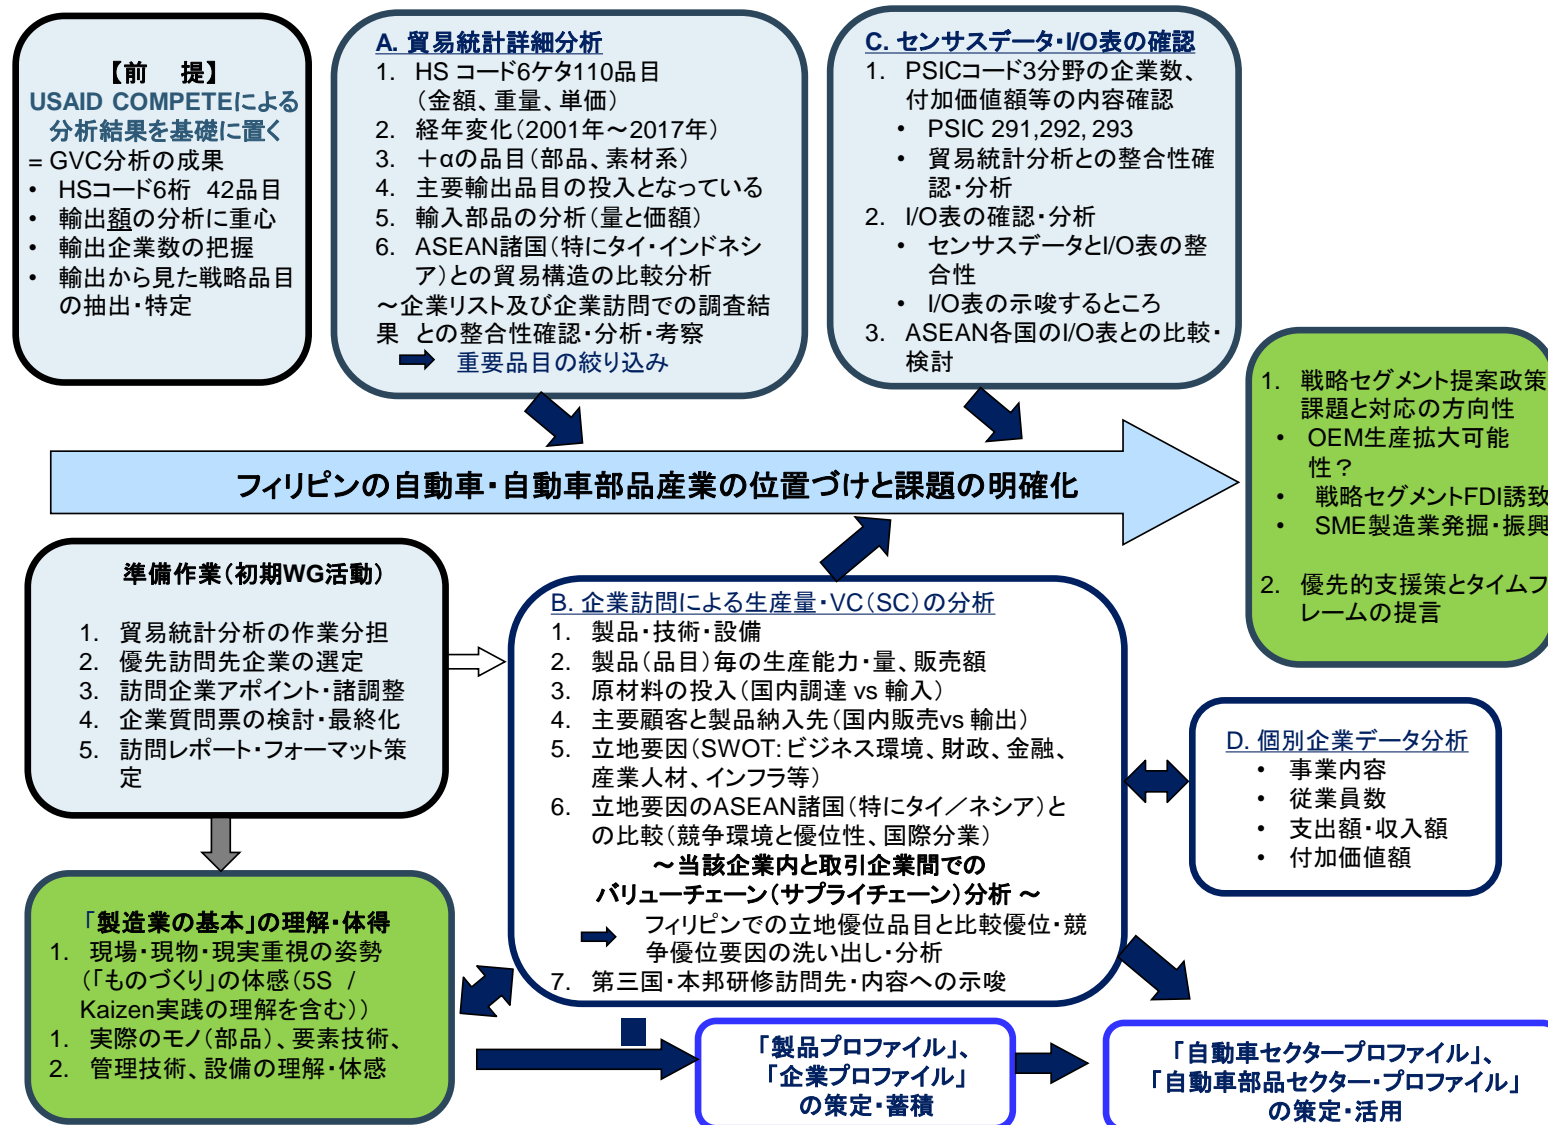 【前　提】
USAID COMPETEによる
分析結果を基礎に置く
= GVC分析の成果
• HSコード6桁 42品目
• 輸出額の分析に重心
• 輸出企業数の把握
• 輸出から見た戦略品目
の抽出・特定
A. 貿易統計詳細分析
1. HS コード6ケタ110品目
（金額、重量、単価）
2. 経年変化（2001年～2017年）
3. ＋αの品目（部品、素材系）
4. 主要輸出品目の投入となっている
5. 輸入部品の分析（量と価額）
6. ASEAN諸国（特にタイ・インドネシ
ア）との貿易構造の比較分析
～企業リスト及び企業訪問での調査結
果 との整合性確認・分析・考察
重要品目の絞り込み
C. センサスデータ・I/O表の確認
1. PSICコード3分野の企業数、
付加価値額等の内容確認
• PSIC 291,292, 293
• 貿易統計分析との整合性確
認・分析
2. I/O表の確認・分析
• センサスデータとI/O表の整
合性
• I/O表の示唆するところ
3. ASEAN各国のI/O表との比較・
検討
フィリピンの自動車・自動車部品産業の位置づけと課題の明確化
1. 戦略セグメント提案政策
課題と対応の方向性
• OEM生産拡大可能
性？
• 戦略セグメントFDI誘致
• SME製造業発掘・振興
2. 優先的支援策とタイムフ
レームの提言
準備作業（初期WG活動）
1. 貿易統計分析の作業分担
2. 優先訪問先企業の選定
3. 訪問企業アポイント・諸調整
4. 企業質問票の検討・最終化
5. 訪問レポート・フォーマット策
定
B. 企業訪問による生産量・VC（SC）の分析
1. 製品・技術・設備
2. 製品（品目）毎の生産能力・量、販売額
3. 原材料の投入（国内調達 vs 輸入）
4. 主要顧客と製品納入先（国内販売vs 輸出）
5. 立地要因（SWOT：ビジネス環境、財政、金融、
産業人材、インフラ等）
6. 立地要因のASEAN諸国（特にタイ／ネシア）と
の比較（競争環境と優位性、国際分業）
～当該企業内と取引企業間での
バリューチェーン（サプライチェーン）分析 ～
フィリピンでの立地優位品目と比較優位・競
争優位要因の洗い出し・分析
7. 第三国・本邦研修訪問先・内容への示唆
D. 個別企業データ分析
• 事業内容
• 従業員数
• 支出額・収入額
• 付加価値額
「製造業の基本」の理解・体得
1. 現場・現物・現実重視の姿勢
（「ものづくり」の体感（5S /
Kaizen実践の理解を含む））
1. 実際のモノ（部品）、要素技術、
2. 管理技術、設備の理解・体感
「製品プロファイル」、
「企業プロファイル」
の策定・蓄積
「自動車セクタープロファイル」、
「自動車部品セクター・プロファイル」
の策定・活用